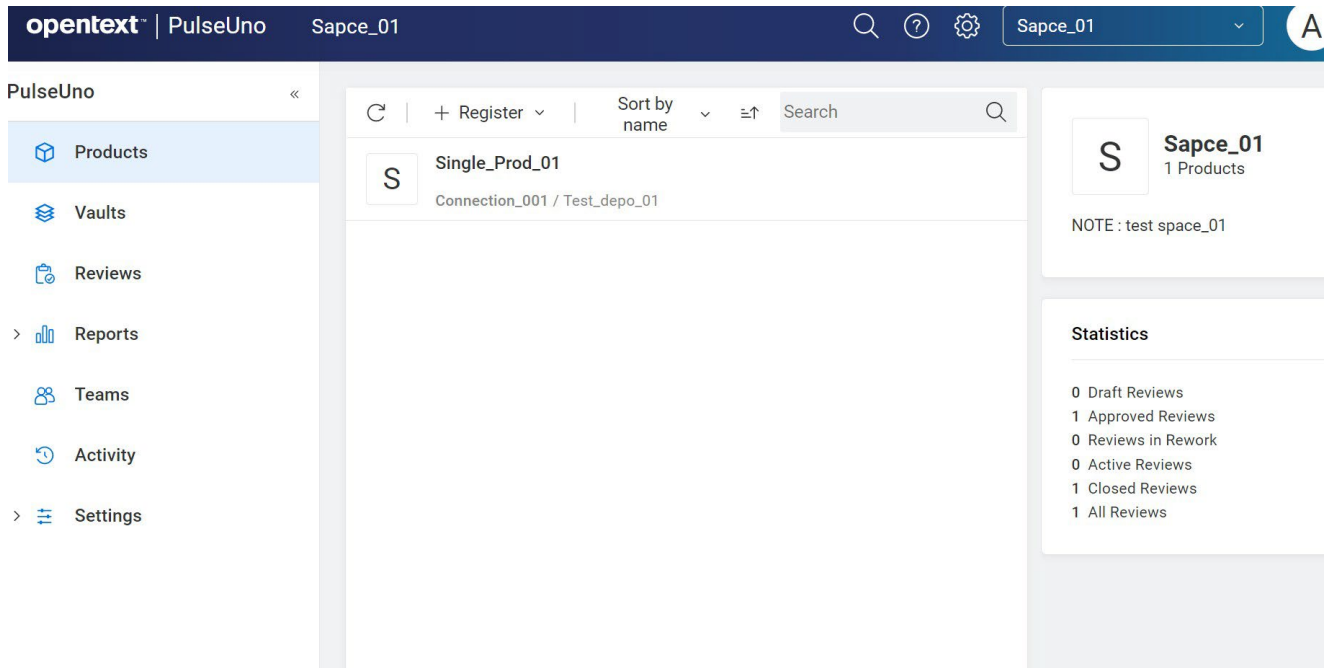 opentext™ | PulseUno
Sapce_01
Sapce_01
A
PulseUno
«
Products
Vaults
Reviews
Reports
Teams
Activity
Settings
+ Register
Sort by
name
Search
S
Single_Prod_01
Connection_001 / Test_depo_01
S
Sapce_01
1 Products
NOTE : test space_01
Statistics
0 Draft Reviews
1 Approved Reviews
0 Reviews in Rework
0 Active Reviews
1 Closed Reviews
1 All Reviews